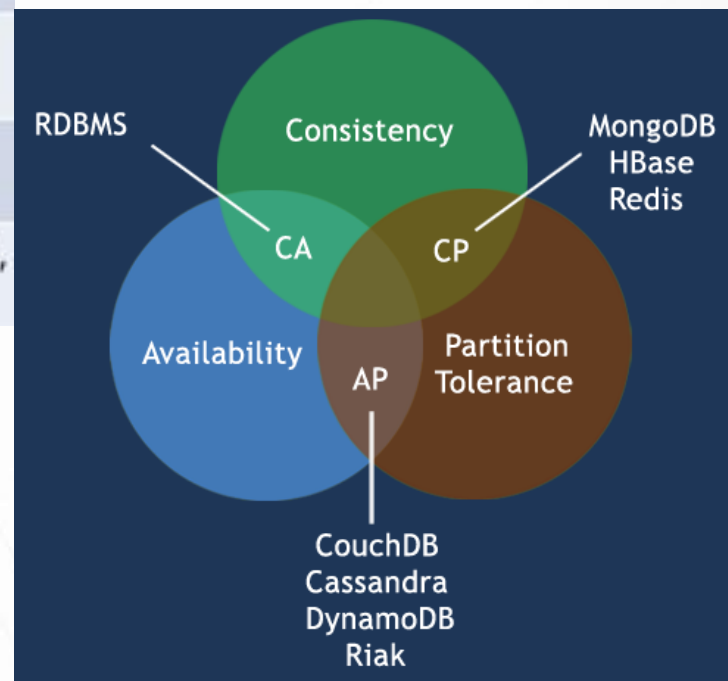 RDBMS
Consistency
MongoDB
HBase
Redis
CA
CP
Availability
Partition
Tolerance
AP
CouchDB
Cassandra
DynamoDB
Riak